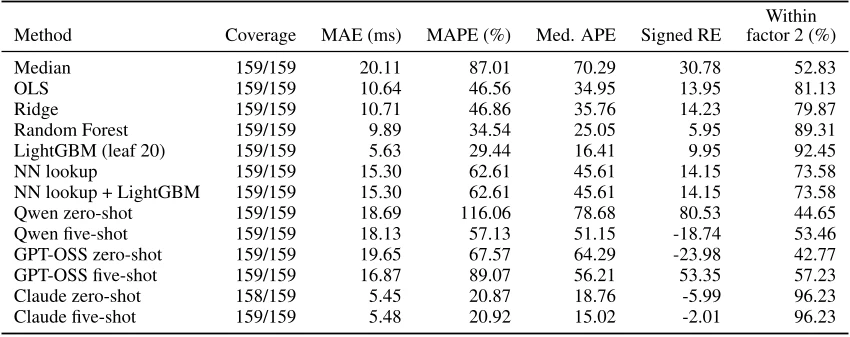 Within
Method Coverage MAE (ms) MAPE (%) Med. APE Signed RE factor 2 (%)
Median 159/159 20.11 87.01 70.29 30.78 52.83
OLS 159/159 10.64 46.56 34.95 13.95 81.13
Ridge 159/159 10.71 46.86 35.76 14.23 79.87
Random Forest 159/159 9.89 34.54 25.05 5.95 89.31
LightGBM (leaf 20) 159/159 5.63 29.44 16.41 9.95 92.45
NN lookup 159/159 15.30 62.61 45.61 14.15 73.58
NN lookup + LightGBM 159/159 15.30 62.61 45.61 14.15 73.58
Qwen zero-shot 159/159 18.69 116.06 78.68 80.53 44.65
Qwen five-shot 159/159 18.13 57.13 51.15 -18.74 53.46
GPT-OSS zero-shot 159/159 19.65 67.57 64.29 -23.98 42.77
GPT-OSS five-shot 159/159 16.87 89.07 56.21 53.35 57.23
Claude zero-shot 158/159 5.45 20.87 18.76 -5.99 96.23
Claude five-shot 159/159 5.48 20.92 15.02 -2.01 96.23